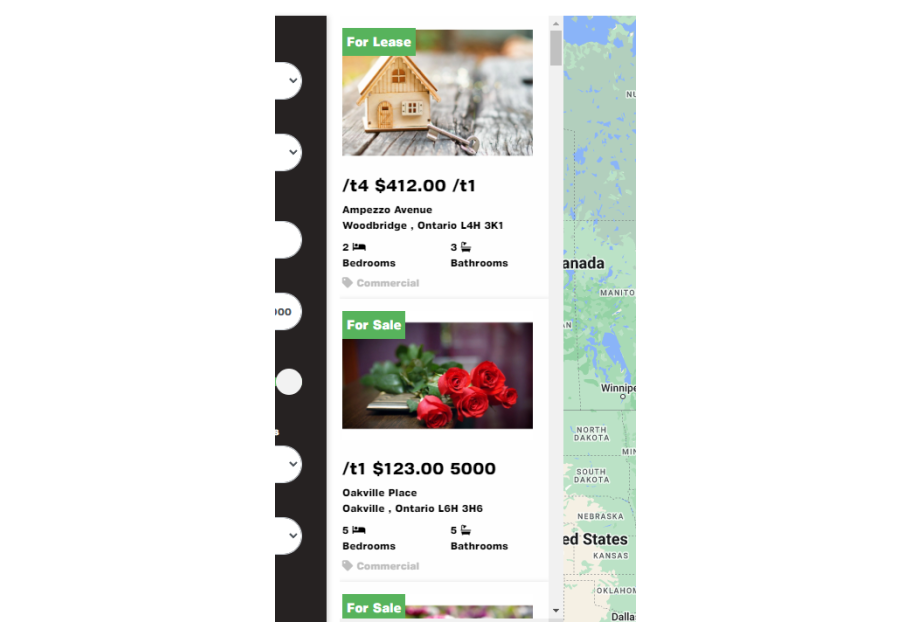 For Lease
/t4 $412.00 /t1
Ampezzo Avenue
Woodbridge , Ontario L4H 3K1
2
3
Bedrooms
Bathrooms
Commercial
For Sale
/t1 $123.00 5000
Oakville Place
Oakville , Ontario L6H 3H6
5
5
Bedrooms
Bathrooms
Commercial
For Sale
000
s
NU
anada
MANITO
AN
Winnipe
NORTH
DAKOTA
MIN
SOUTH
DAKOTA
NEBRASKA
ed States
KANSAS
OKLAHOM
Dalla